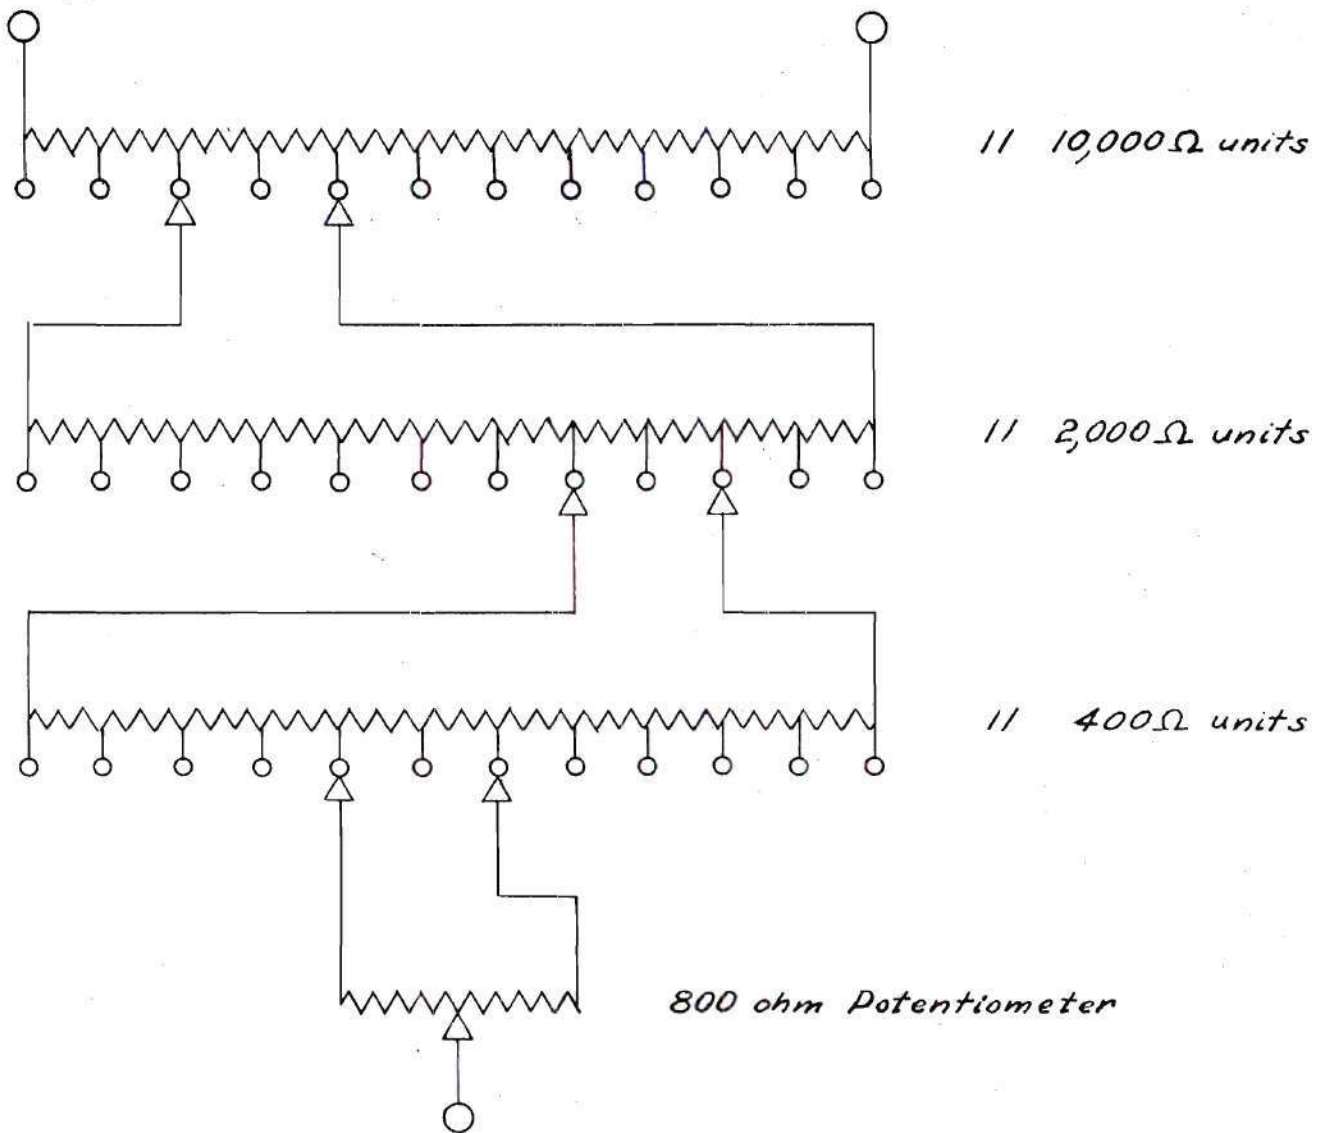 11 10,000Ω units
11 2,000Ω units
11 400Ω units
800 ohm Potentiometer